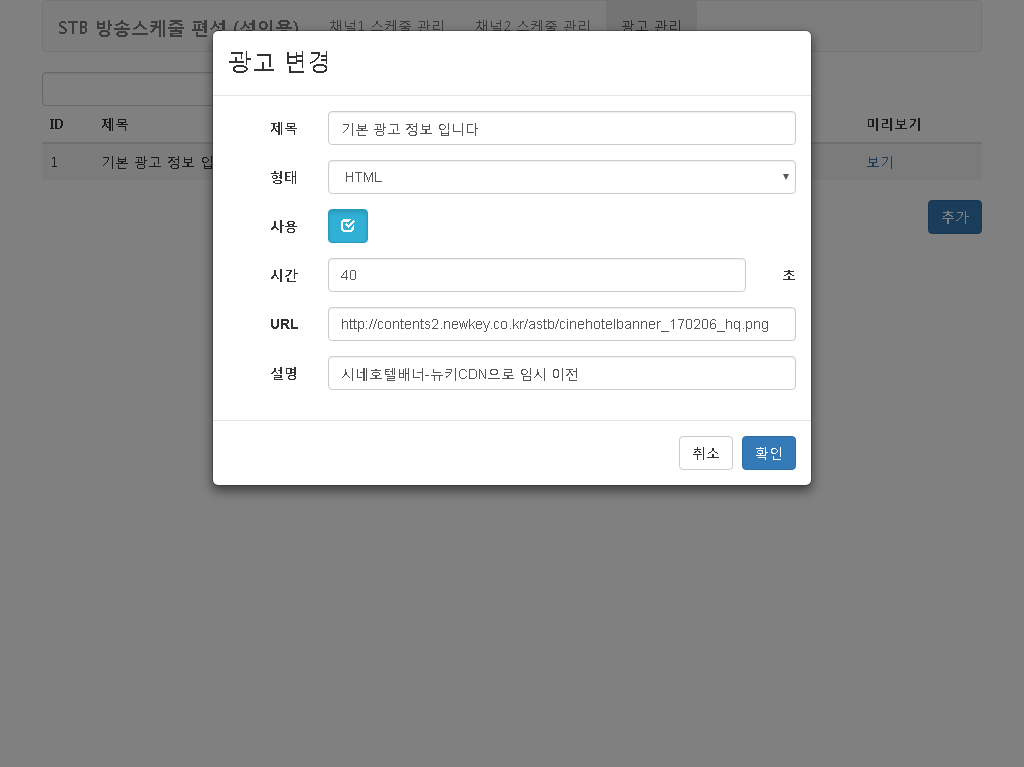 STB 방송스케줄 편성 (성인용) 채널1 스케줄 관리 채널2 스케줄 관리 광고 관리
광고 변경
ID 제목 미리보기
1 기본 광고 정보 입 보기
추가
제목 기본 광고 정보 입니다
형태 HTML
사용
시간 40 초
URL http://contents2.newkey.co.kr/astb/cinehotelbanner_170206_hq.png
설명 시네호텔배너-뉴키CDN으로 임시 이전
취소 확인